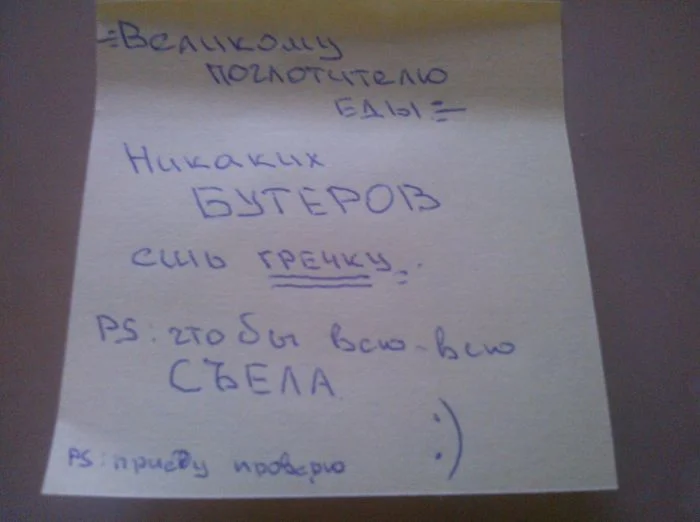 =Великому
поглотителю
еды=
Никаких
БУТЕРОВ
ешь гречку.
PS: чтобы всю-всю
СЪЕЛА
:)
PS: приеду проверю